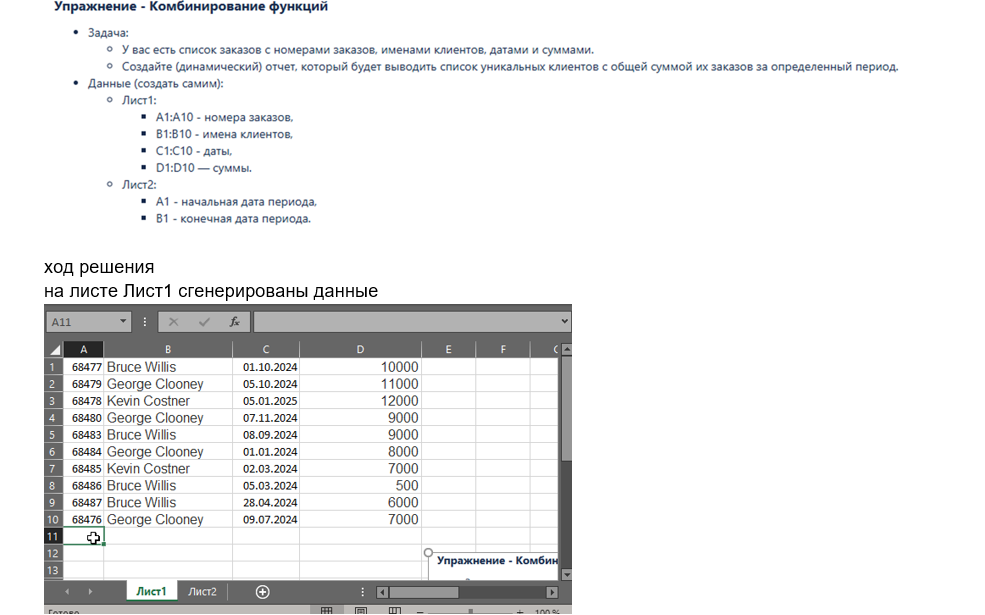 Упражнение - Комбинирование функций
Задача:
У вас есть список заказов с номерами заказов, именами клиентов, датами и суммами.
Создайте (динамический) отчет, который будет выводить список уникальных клиентов с общей суммой их заказов за определенный период.
Данные (создать самим):
Лист1:
A1:A10 - номера заказов,
B1:B10 - имена клиентов,
C1:C10 - даты,
D1:D10 — суммы.
Лист2:
A1 - начальная дата периода,
B1 - конечная дата периода.
ход решения
на листе Лист1 сгенерированы данные
A11 fx
A B C D E F
1 68477 Bruce Willis 01.10.2024 10000
2 68479 George Clooney 05.10.2024 11000
3 68478 Kevin Costner 05.01.2025 12000
4 68480 George Clooney 07.11.2024 9000
5 68483 Bruce Willis 08.09.2024 9000
6 68484 George Clooney 01.01.2024 8000
7 68485 Kevin Costner 02.03.2024 7000
8 68486 Bruce Willis 05.03.2024 500
9 68487 Bruce Willis 28.04.2024 6000
10 68476 George Clooney 09.07.2024 7000
11
12
13 Упражнение - Комбин
Лист1 Лист2
Готово 100 %